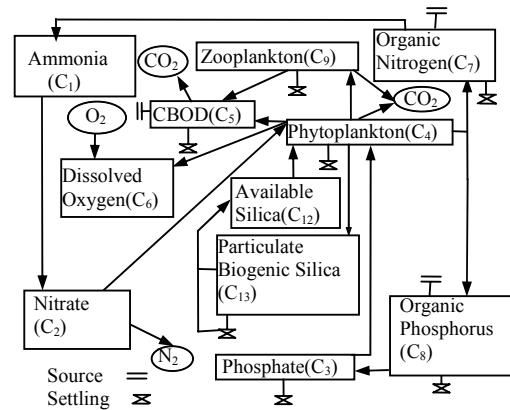 Ammonia
(C₁)
CO₂
Zooplankton(C₉)
Organic
Nitrogen(C₇)
O₂
CBOD(C₅)
CO₂
Phytoplankton(C₄)
Dissolved
Oxygen(C₆)
Available
Silica(C₁₂)
Particulate
Biogenic Silica
(C₁₃)
Nitrate
(C₂)
N₂
Organic
Phosphorus
(C₈)
Phosphate(C₃)
Source
Settling